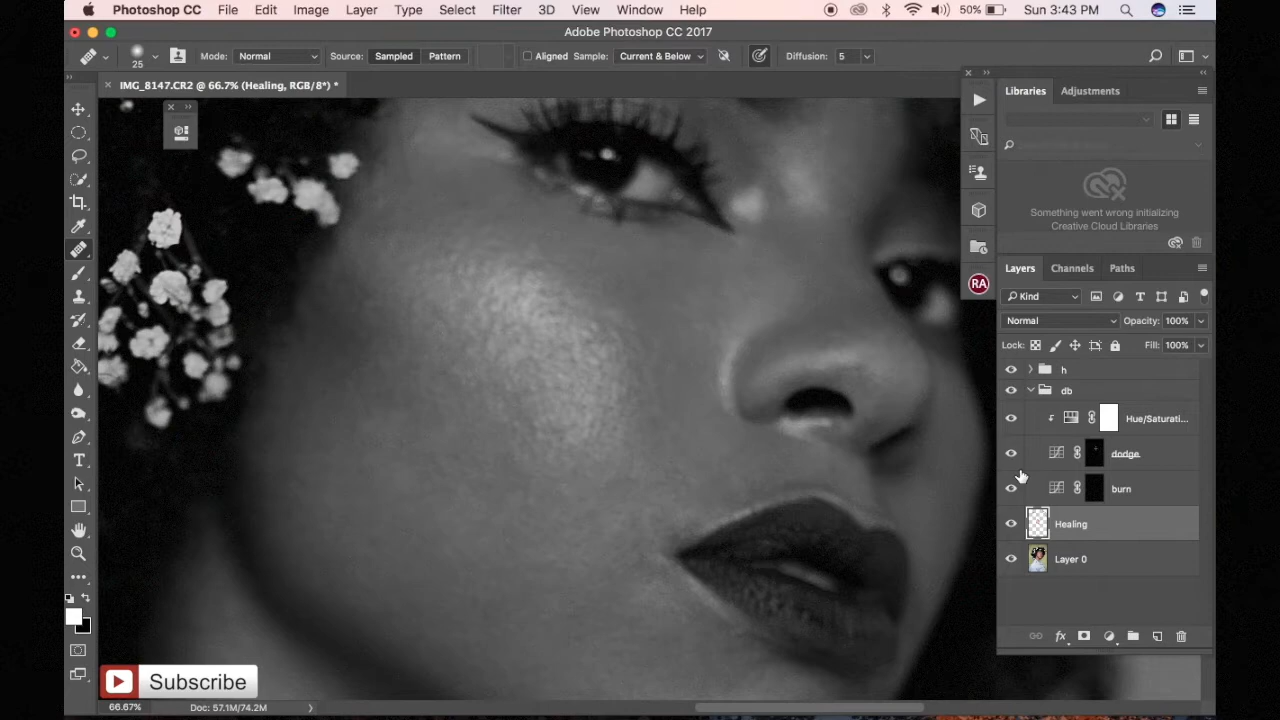 Photoshop CC File Edit Image Layer Type Select Filter 3D View Window Help 50% Sun 3:43 PM
Adobe Photoshop CC 2017
25 Mode: Normal Source: Sampled Pattern Aligned Sample: Current & Below Diffusion: 5
IMG_8147.CR2 @ 66.7% (Healing, RGB/8*) *
Libraries Adjustments
Something went wrong initializing
Creative Cloud Libraries
Layers Channels Paths
RA
Kind
Normal Opacity: 100%
Lock: Fill: 100%
h
db
Hue/Saturati...
dodge
burn
Healing
Layer 0
Subscribe
66.67% Doc: 57.1M/74.2M